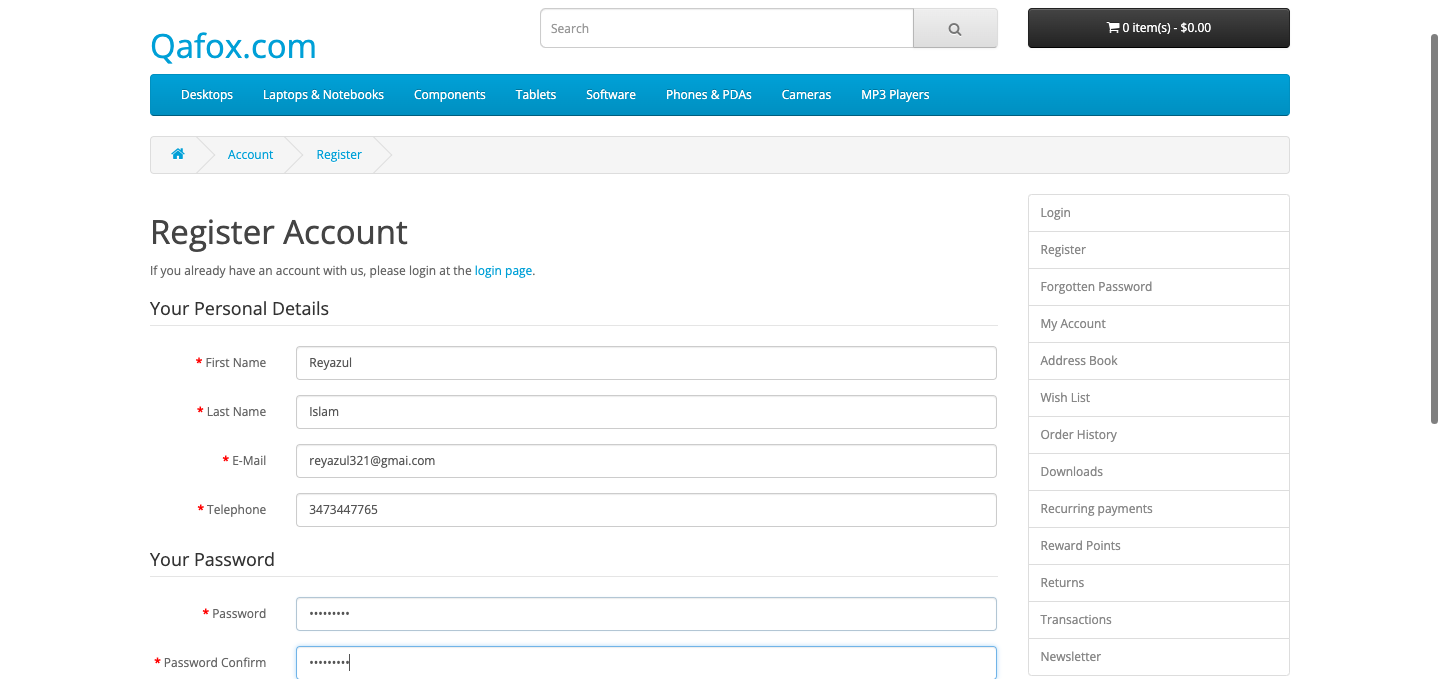 Qafox.com
Search
0 item(s) - $0.00
Desktops Laptops & Notebooks Components Tablets Software Phones & PDAs Cameras MP3 Players
Account Register
Register Account
If you already have an account with us, please login at the login page.
Your Personal Details
* First Name Reyazul
* Last Name Islam
* E-Mail reyazul321@gmai.com
* Telephone 3473447765
Your Password
* Password •••••••••
* Password Confirm •••••••••
Login
Register
Forgotten Password
My Account
Address Book
Wish List
Order History
Downloads
Recurring payments
Reward Points
Returns
Transactions
Newsletter